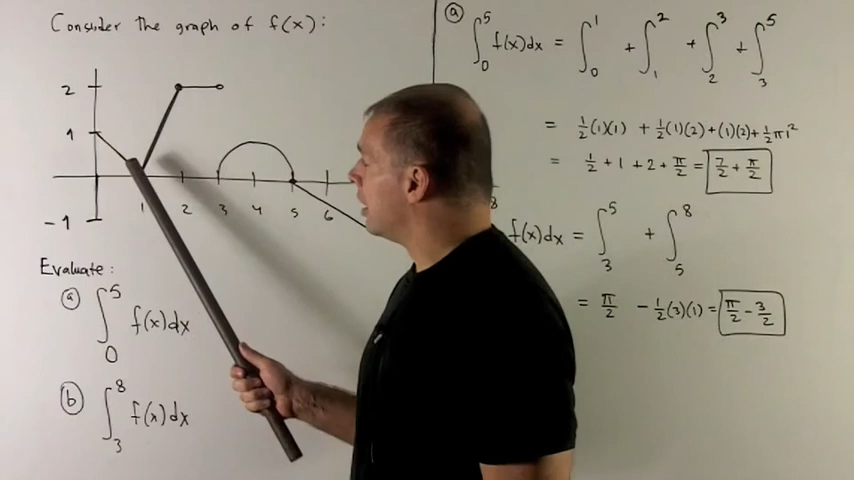 Consider the graph of f(x):
2
1
-1
1 2 3 4 5 6 8
Evaluate:
ⓐ ∫₀⁵ f(x)dx
ⓑ ∫₃⁸ f(x)dx
ⓐ ∫₀⁵ f(x)dx = ∫₀¹ + ∫₁² + ∫₂³ + ∫₃⁵
= ½(1)(1) + ½(1)(2) + (1)(2) + ½π1²
= ½ + 1 + 2 + π/2 = 7/2 + π/2
f(x)dx = ∫₃⁵ + ∫₅⁸
= π/2 - ½(3)(1) = π/2 - 3/2